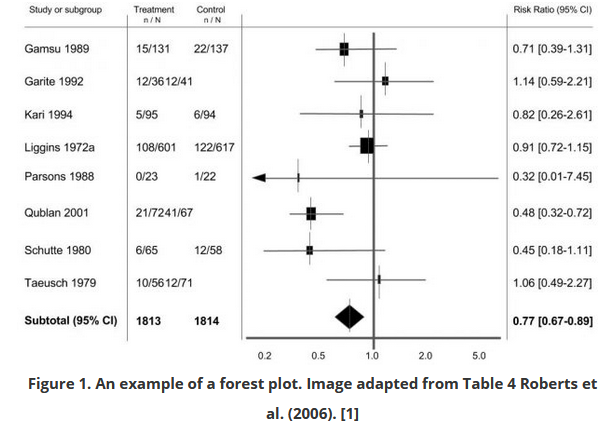 Study or subgroup Treatment Control Risk Ratio (95% CI)
n / N n / N
Gamsu 1989 15/131 22/137 0.71 [0.39-1.31]
Garite 1992 12/3612/41 1.14 [0.59-2.21]
Kari 1994 5/95 6/94 0.82 [0.26-2.61]
Liggins 1972a 108/601 122/617 0.91 [0.72-1.15]
Parsons 1988 0/23 1/22 0.32 [0.01-7.45]
Qublan 2001 21/7241/67 0.48 [0.32-0.72]
Schutte 1980 6/65 12/58 0.45 [0.18-1.11]
Taeusch 1979 10/5612/71 1.06 [0.49-2.27]
Subtotal (95% CI) 1813 1814 0.77 [0.67-0.89]
0.2 0.5 1.0 2.0 5.0
Figure 1. An example of a forest plot. Image adapted from Table 4 Roberts et
al. (2006). [1]